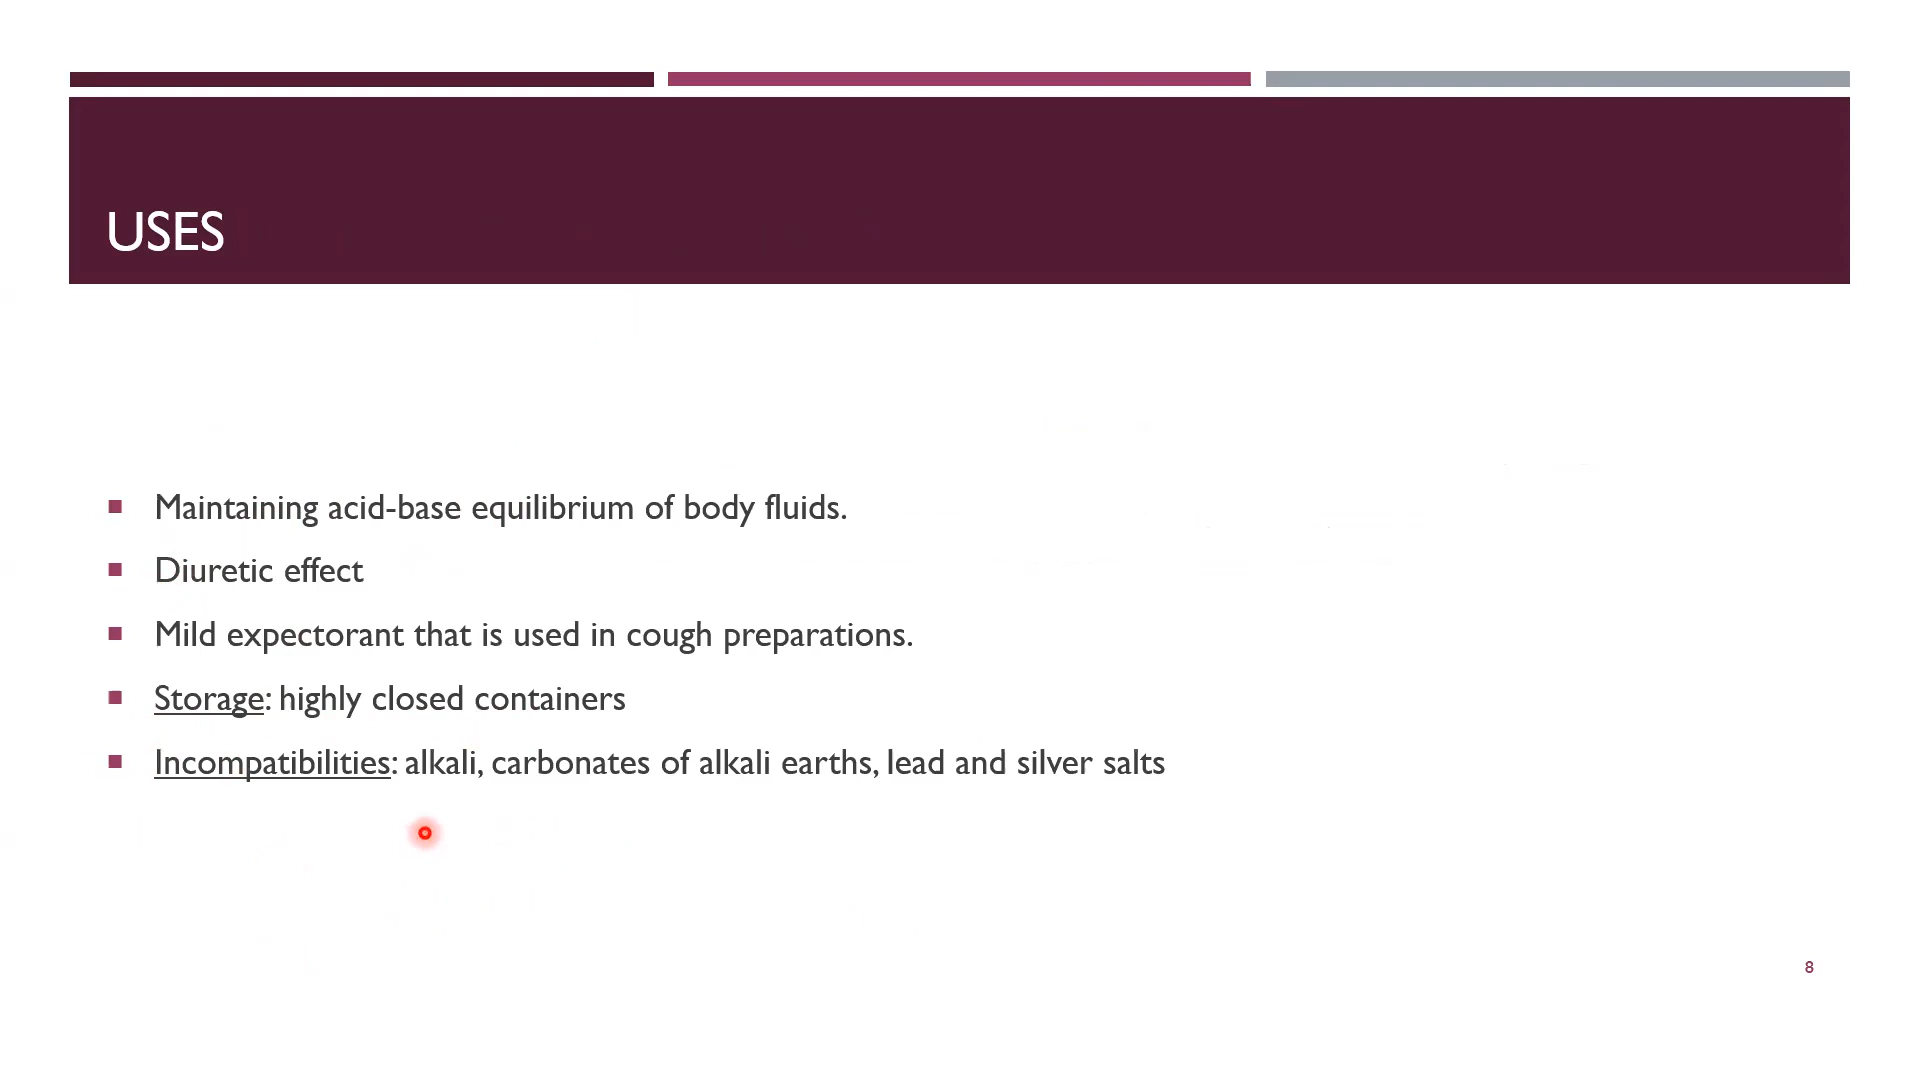 USES
Maintaining acid-base equilibrium of body fluids.
Diuretic effect
Mild expectorant that is used in cough preparations.
Storage: highly closed containers
Incompatibilities: alkali, carbonates of alkali earths, lead and silver salts
8